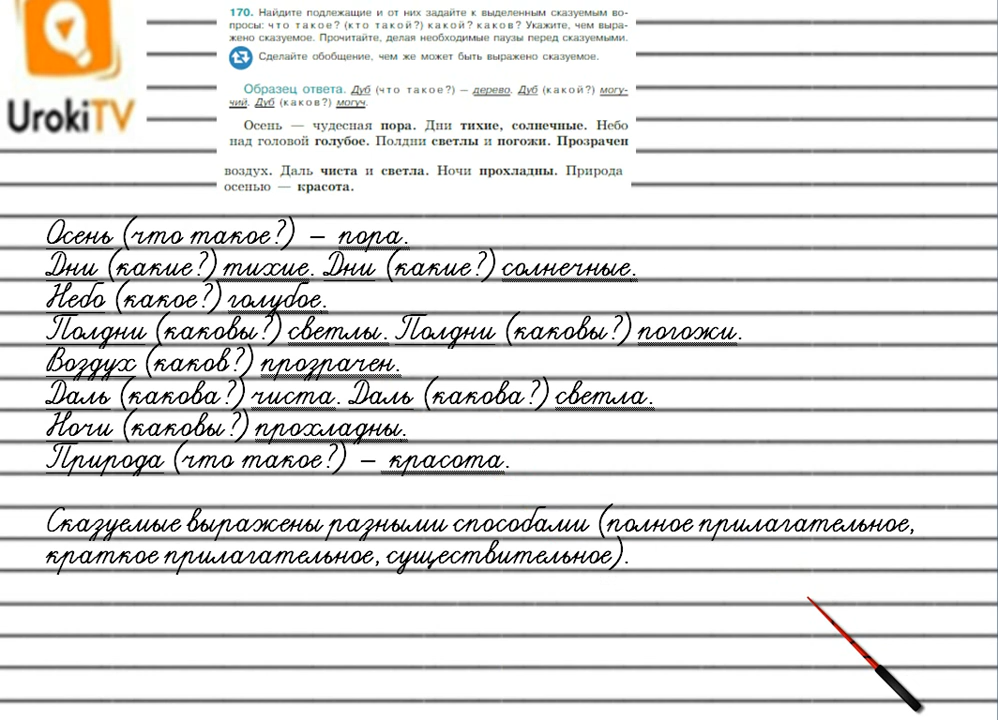 UrokiTV
170. Найдите подлежащие и от них задайте к выделенным сказуемым во-
просы: что такое? (кто такой?) какой? каков? Укажите, чем выра-
жено сказуемое. Прочитайте, делая необходимые паузы перед сказуемыми.
Сделайте обобщение, чем же может быть выражено сказуемое.
Образец ответа. Дуб (что такое?) — дерево. Дуб (какой?) могу-
чий. Дуб (каков?) могуч.
Осень — чудесная пора. Дни тихие, солнечные. Небо
над головой голубое. Полдни светлы и погожи. Прозрачен
воздух. Даль чиста и светла. Ночи прохладны. Природа
осенью — красота.
Осень (что такое?) – пора.
Дни (какие?) тихие. Дни (какие?) солнечные.
Небо (какое?) голубое.
Полдни (каковы?) светлы. Полдни (каковы?) погожи.
Воздух (каков?) прозрачен.
Даль (какова?) чиста. Даль (какова?) светла.
Ночи (каковы?) прохладны.
Природа (что такое?) – красота.
Сказуемые выражены разными способами (полное прилагательное,
краткое прилагательное, существительное).